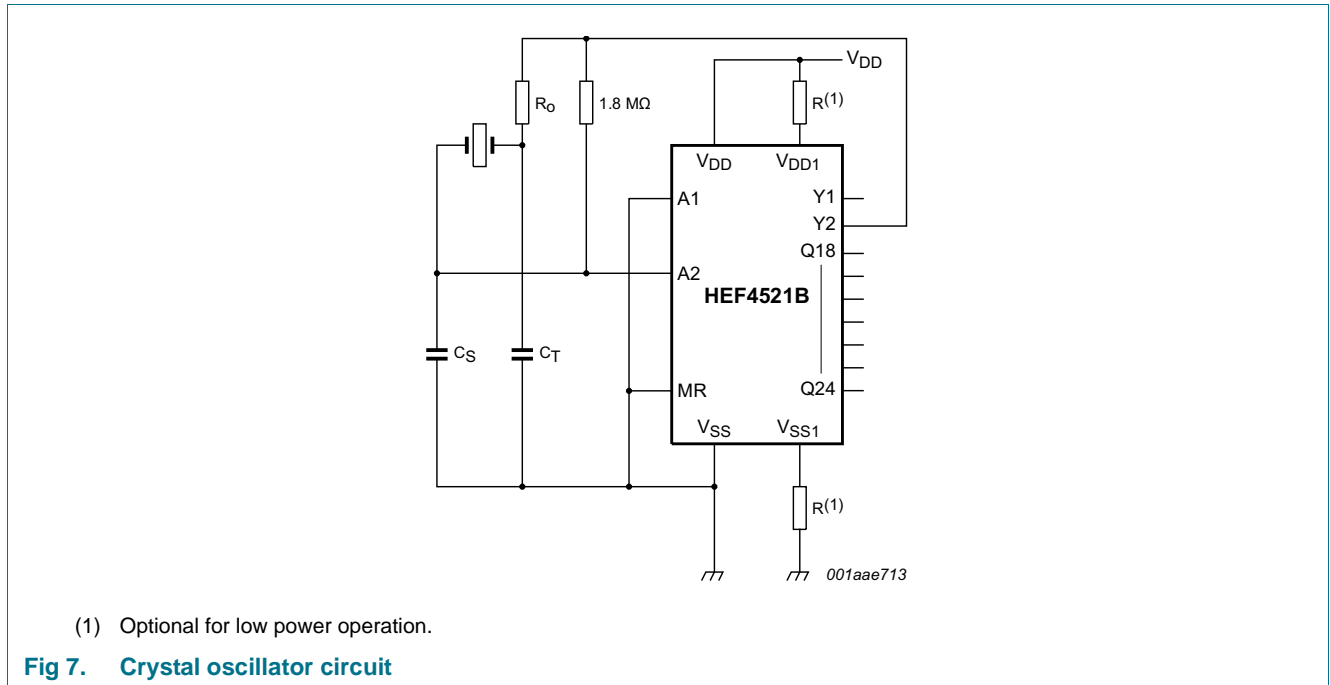 VDD
Ro
1.8 MΩ
R(1)
VDD
VDD1
A1
Y1
Y2
Q18
A2
HEF4521B
CS
CT
MR
Q24
VSS
VSS1
R(1)
001aae713
(1) Optional for low power operation.
Fig 7. Crystal oscillator circuit